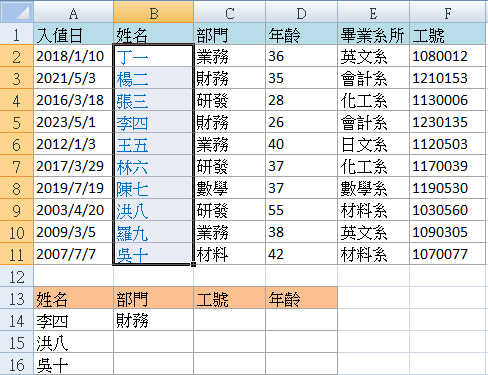 A B C D E F
1 入值日 姓名 部門 年齡 畢業系所 工號
2 2018/1/10 丁一 業務 36 英文系 1080012
3 2021/5/3 楊二 財務 35 會計系 1210153
4 2016/3/18 張三 研發 28 化工系 1130006
5 2023/5/1 李四 財務 26 會計系 1230135
6 2012/1/3 王五 業務 40 日文系 1120503
7 2017/3/29 林六 研發 37 化工系 1170039
8 2019/7/19 陳七 數學 37 數學系 1190530
9 2003/4/20 洪八 研發 55 材料系 1030560
10 2009/3/5 羅九 業務 38 英文系 1090305
11 2007/7/7 吳十 材料 42 材料系 1070077
12
13 姓名 部門 工號 年齡
14 李四 財務
15 洪八
16 吳十